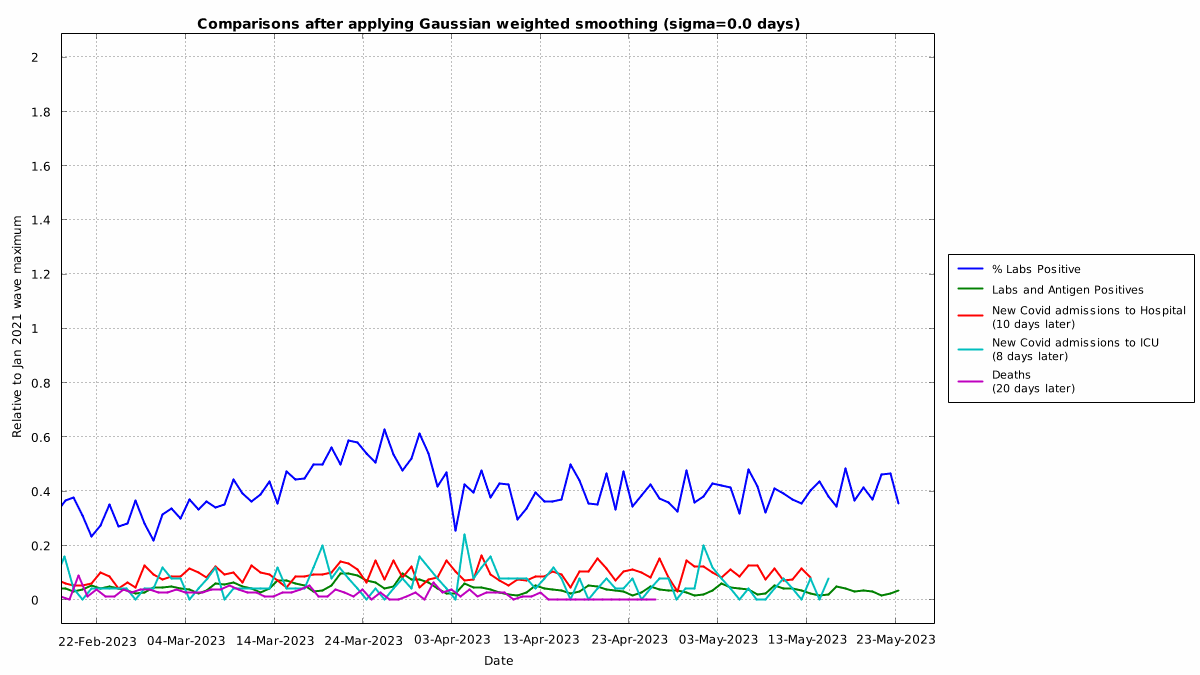 Comparisons after applying Gaussian weighted smoothing (sigma=0.0 days)
Relative to Jan 2021 wave maximum
2
1.8
1.6
1.4
1.2
1
0.8
0.6
0.4
0.2
0
22-Feb-2023 04-Mar-2023 14-Mar-2023 24-Mar-2023 03-Apr-2023 13-Apr-2023 23-Apr-2023 03-May-2023 13-May-2023 23-May-2023
Date
% Labs Positive
Labs and Antigen Positives
New Covid admissions to Hospital
(10 days later)
New Covid admissions to ICU
(8 days later)
Deaths
(20 days later)